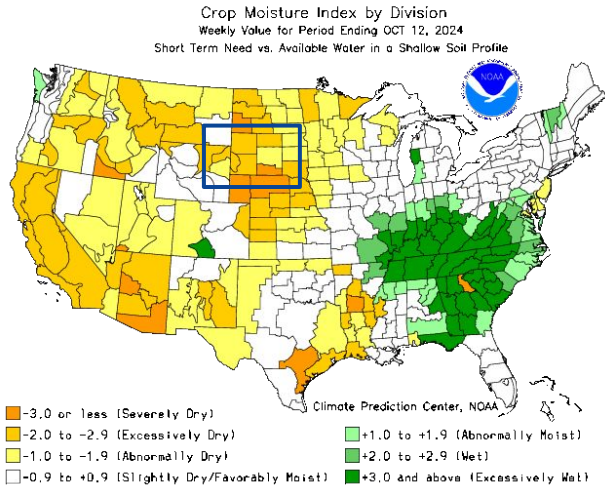 Crop Moisture Index by Division
Weekly Value for Period Ending OCT 12, 2024
Short Term Need vs. Available Water in a Shallow Soil Profile
NOAA
Climate Prediction Center, NOAA
-3.0 or less (Severely Dry)
-2.0 to -2.9 (Excessively Dry)
-1.0 to -1.9 (Abnormally Dry)
-0.9 to +0.9 (Slightly Dry/Favorably Moist)
+1.0 to +1.9 (Abnormally Moist)
+2.0 to +2.9 (Wet)
+3.0 and above (Excessively Wet)